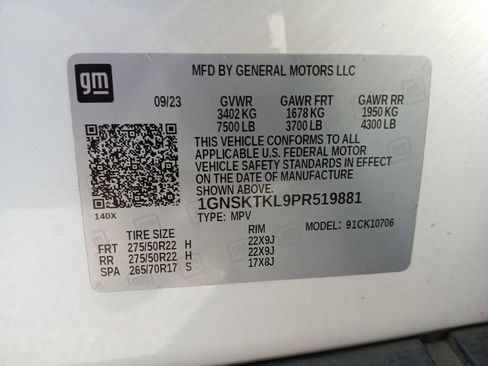 gm
MFD BY GENERAL MOTORS LLC
09/23 GVWR GAWR FRT GAWR RR
3402 KG 1678 KG 1950 KG
7500 LB 3700 LB 4300 LB
THIS VEHICLE CONFORMS TO ALL
APPLICABLE U.S. FEDERAL MOTOR
VEHICLE SAFETY STANDARDS IN EFFECT
ON THE DATE OF MANUFACTURE
SHOWN ABOVE.
140X 1GNSKTKL9PR519881
TYPE: MPV MODEL: 91CK10706
TIRE SIZE RIM
FRT 275/50R22 H 22X9J
RR 275/50R22 H 22X9J
SPA 265/70R17 S 17X8J